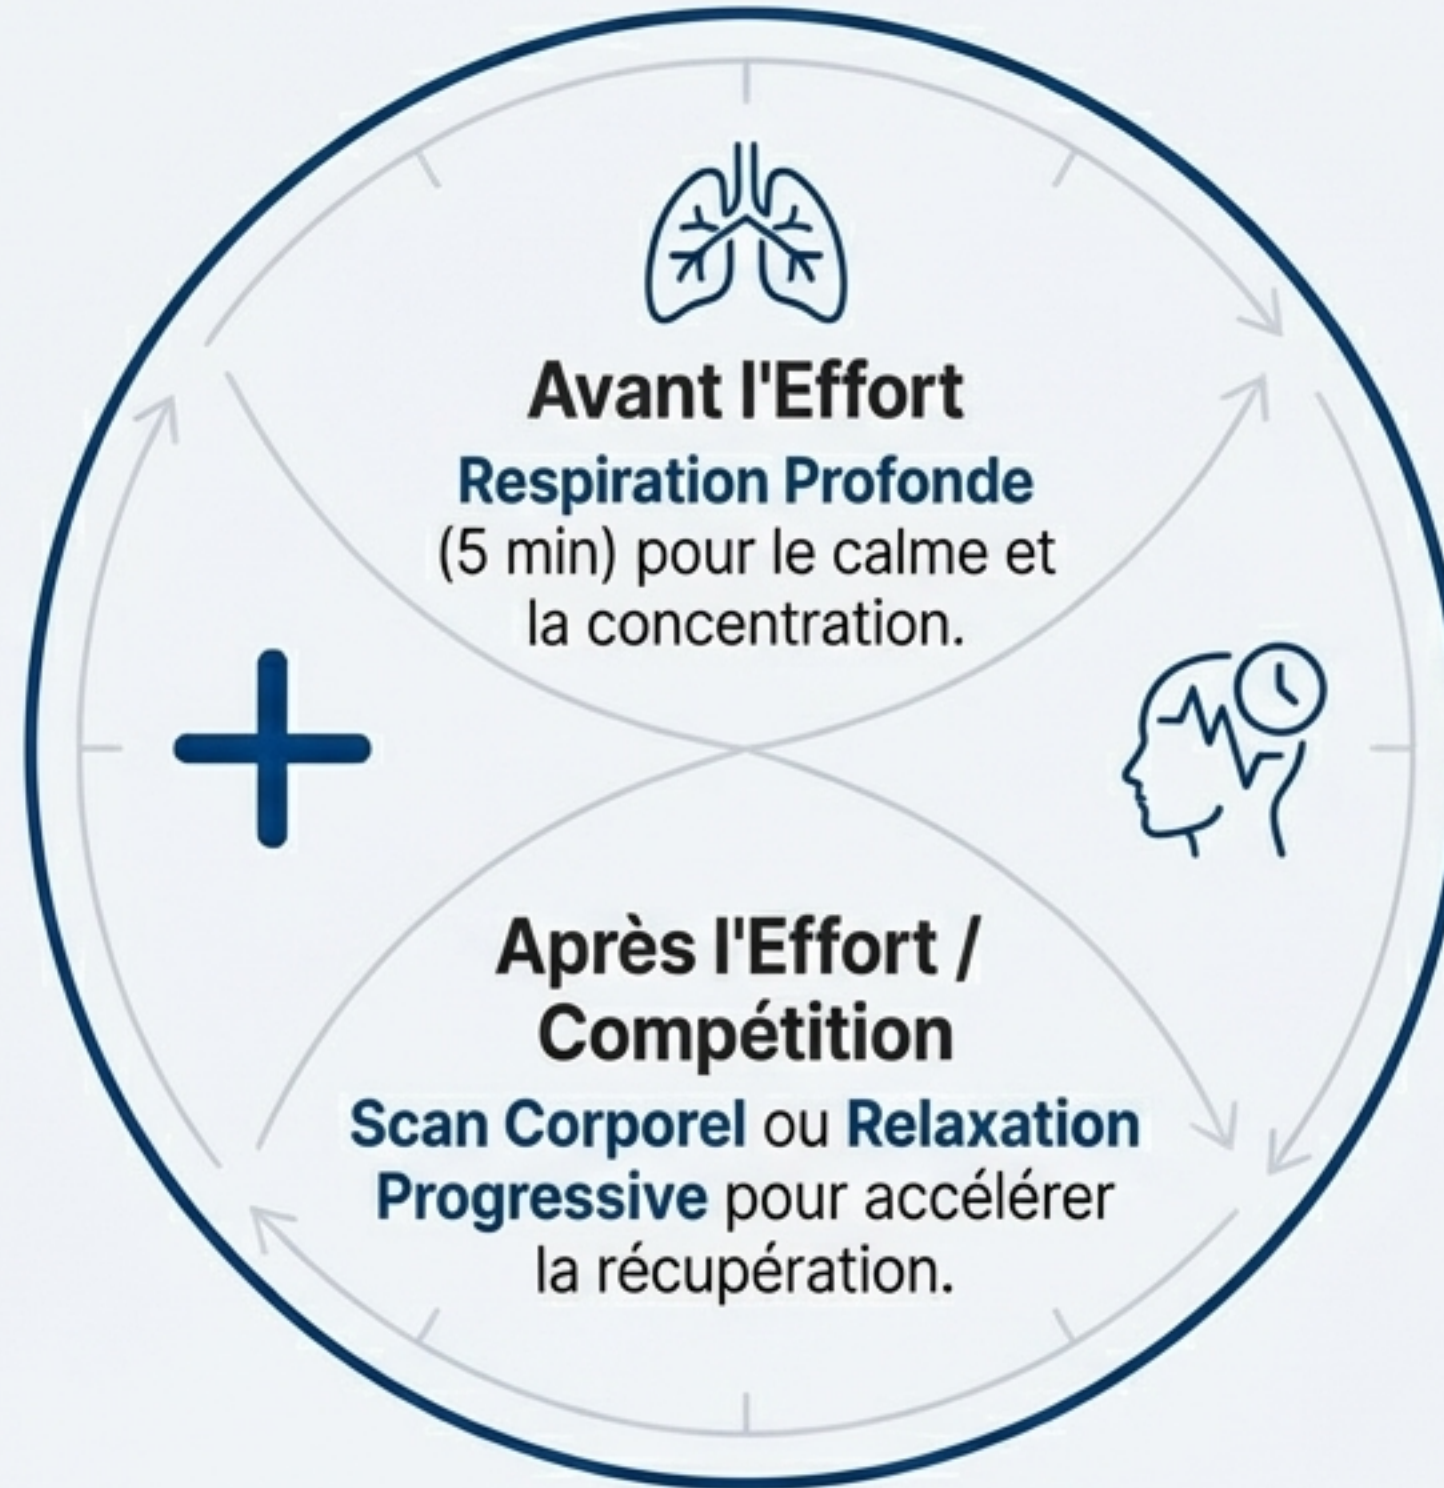 Avant l'Effort
Respiration Profonde
(5 min) pour le calme et
la concentration.
Après l'Effort /
Compétition
Scan Corporel ou Relaxation
Progressive pour accélérer
la récupération.